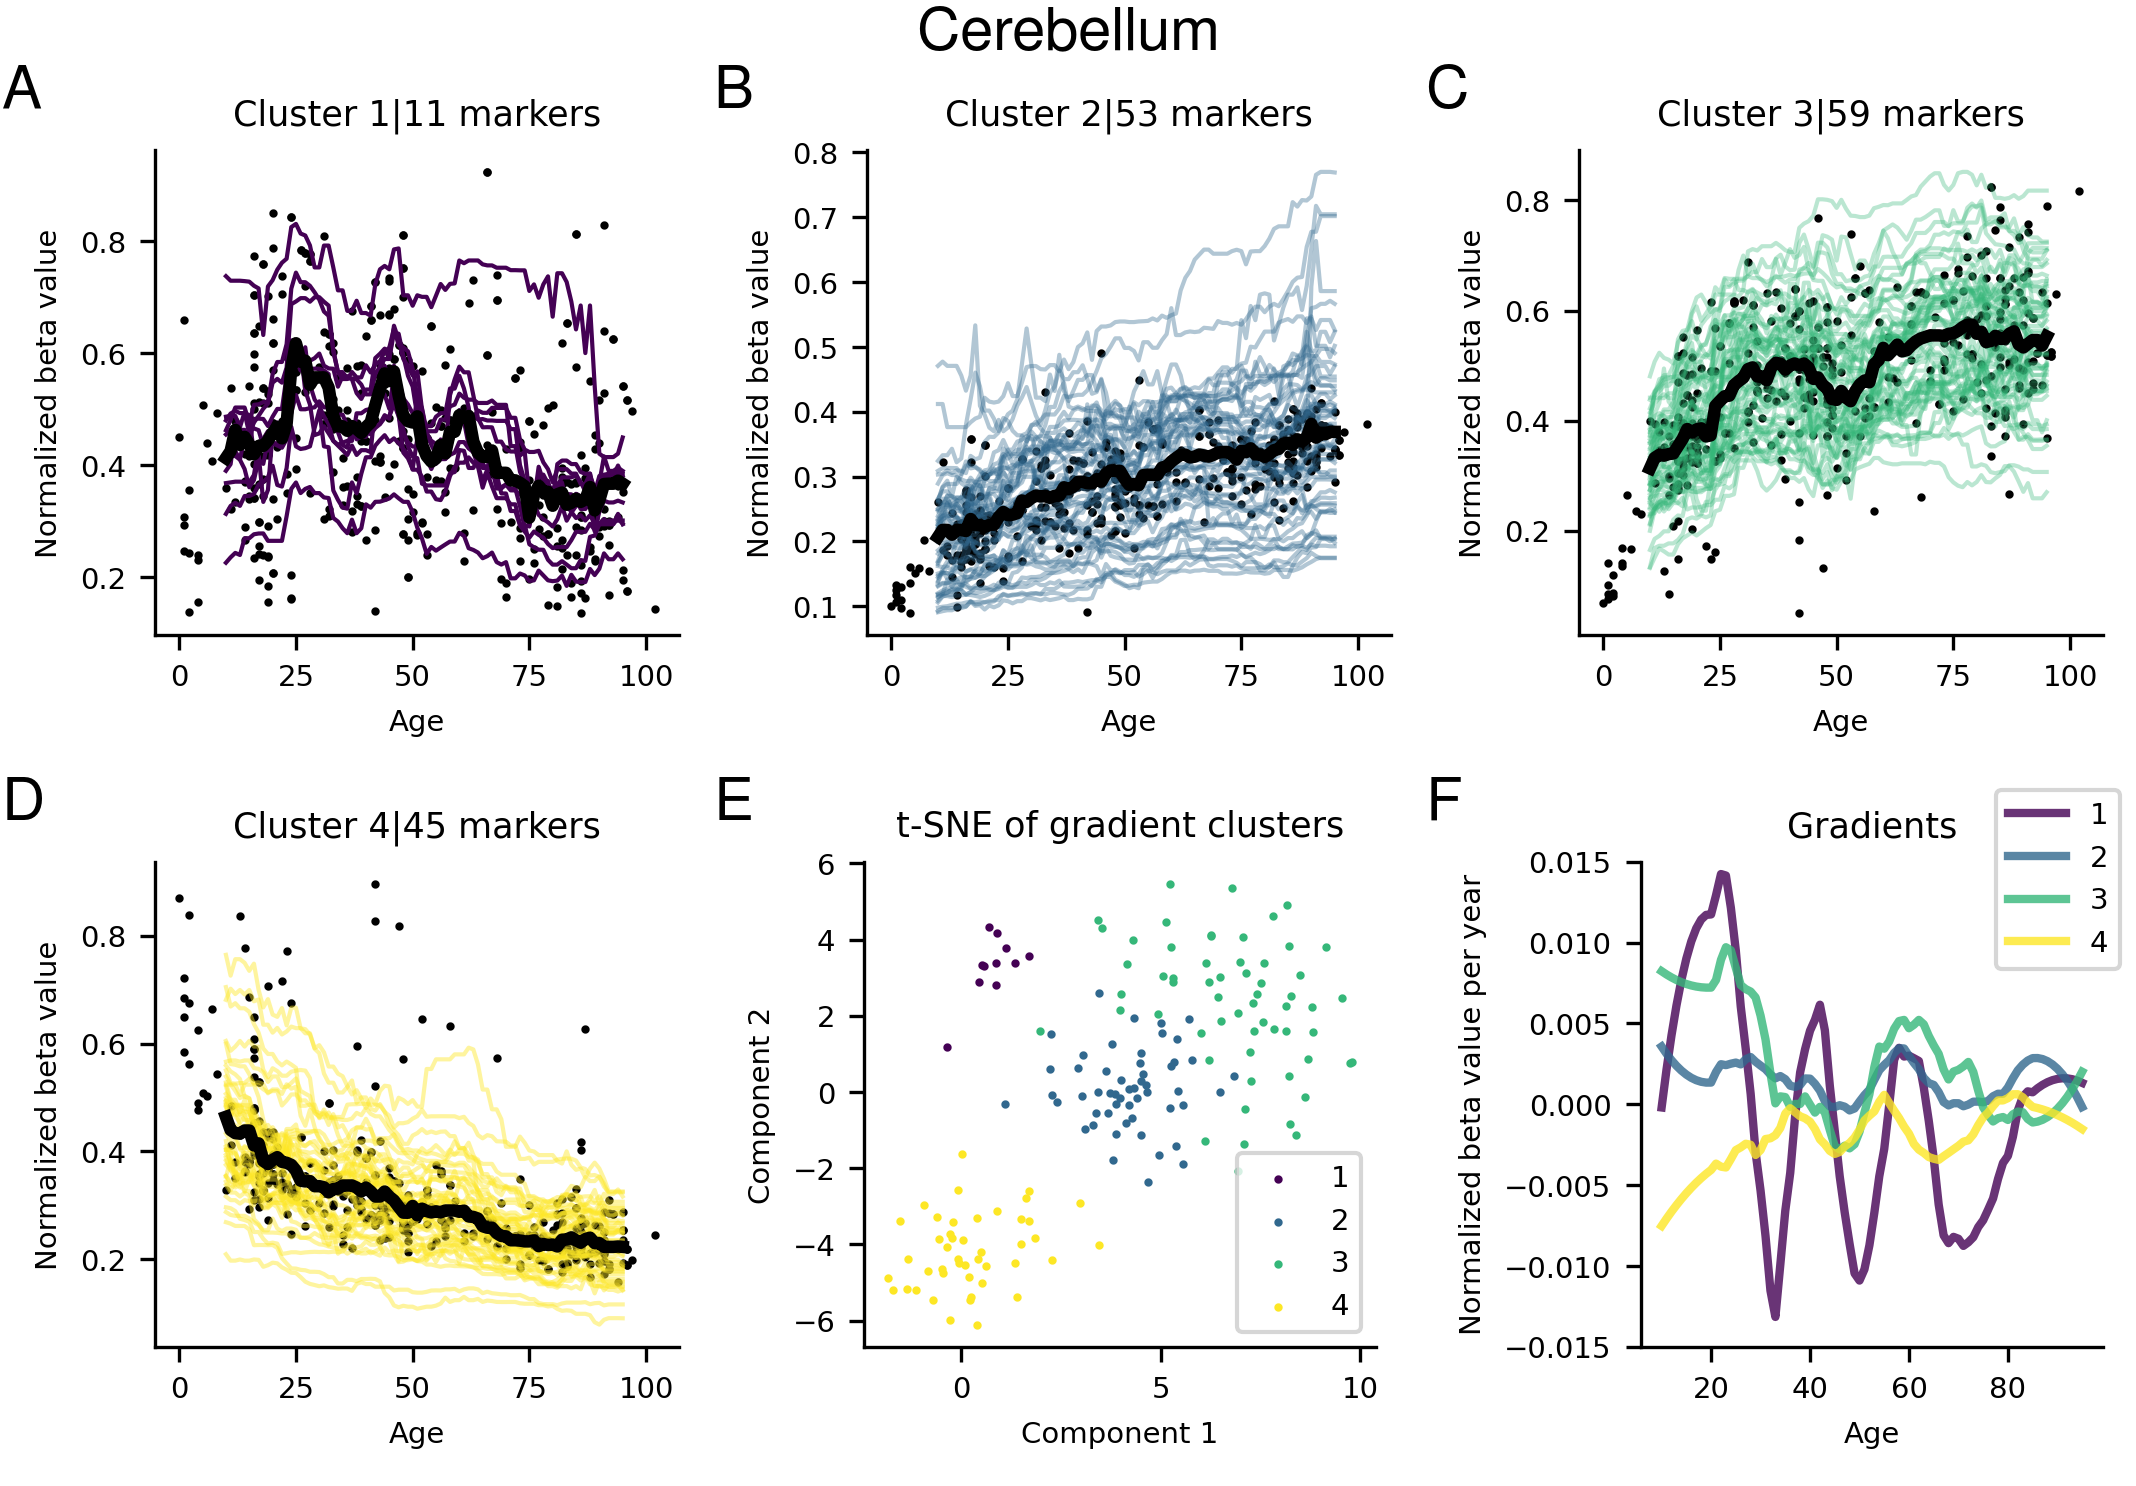 Cerebellum
A
Cluster 1|11 markers
Normalized beta value
0.8
0.6
0.4
0.2
0 25 50 75 100
Age
B
Cluster 2|53 markers
Normalized beta value
0.8
0.7
0.6
0.5
0.4
0.3
0.2
0.1
0 25 50 75 100
Age
C
Cluster 3|59 markers
Normalized beta value
0.8
0.6
0.4
0.2
0 25 50 75 100
Age
D
Cluster 4|45 markers
Normalized beta value
0.8
0.6
0.4
0.2
0 25 50 75 100
Age
E
t-SNE of gradient clusters
Component 2
6
4
2
0
−2
−4
−6
1
2
3
4
0 5 10
Component 1
F
Gradients
1
2
3
4
Normalized beta value per year
0.015
0.010
0.005
0.000
−0.005
−0.010
−0.015
20 40 60 80
Age